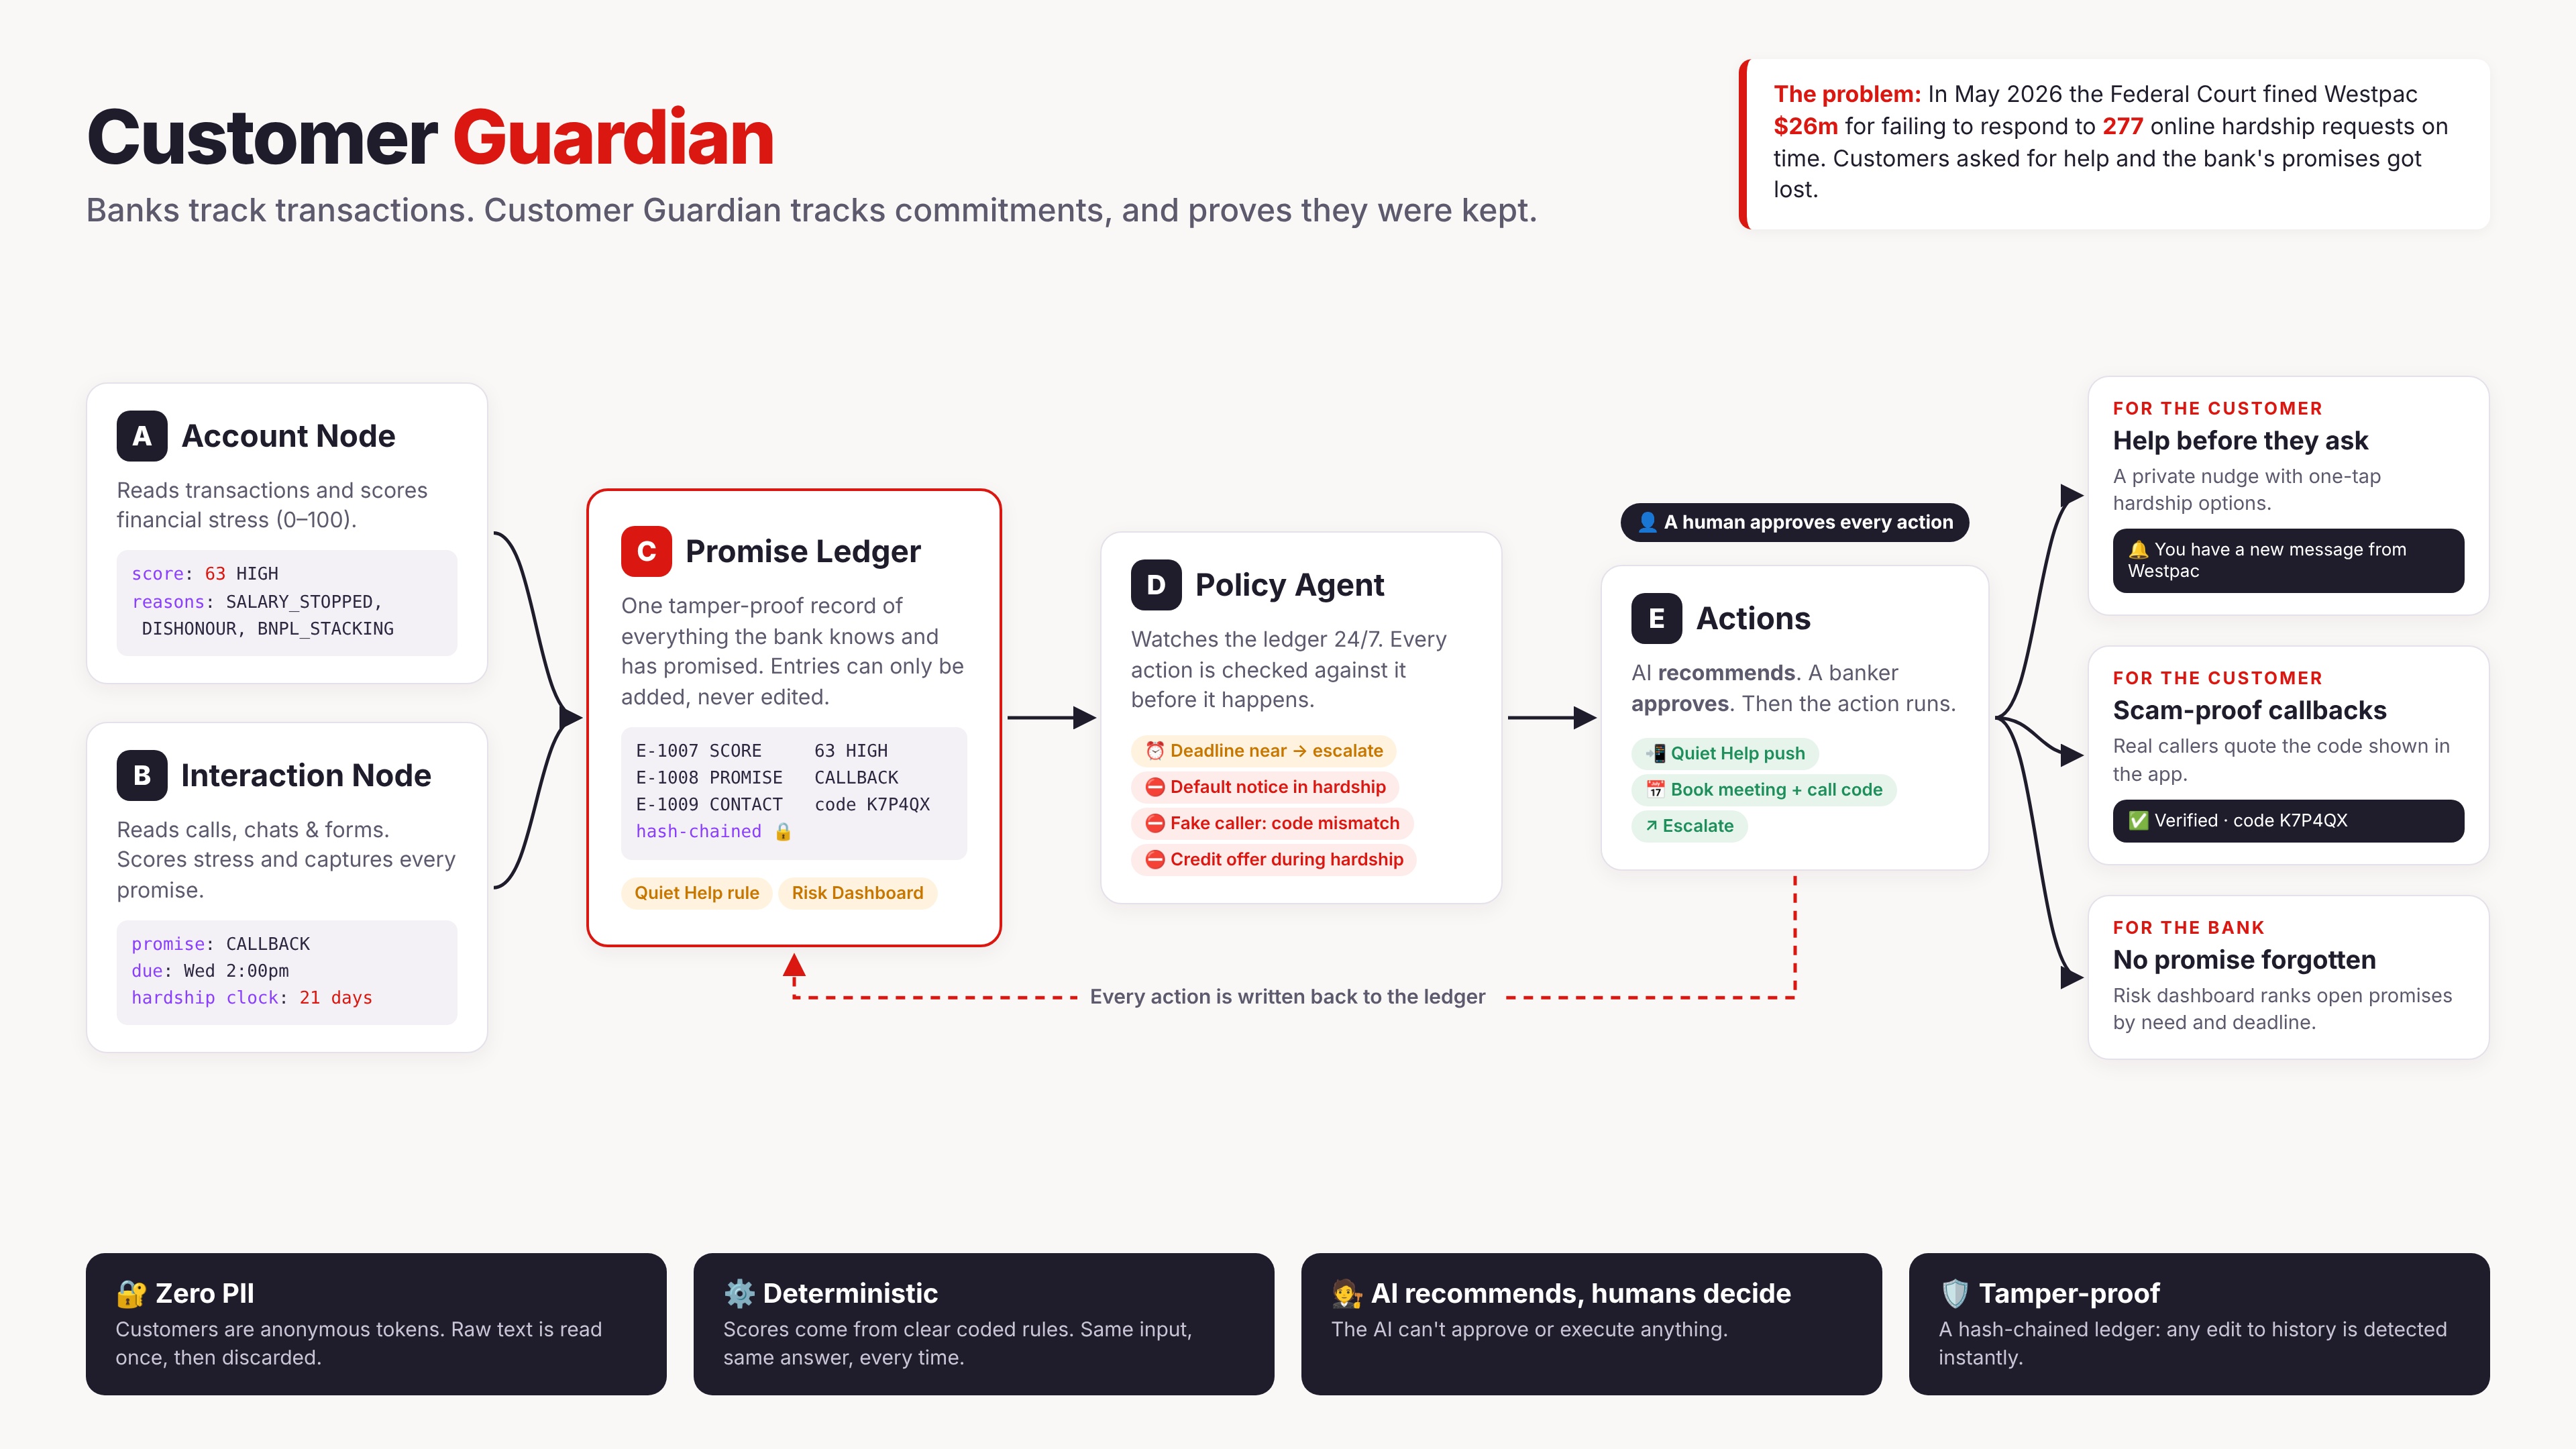 Customer Guardian
Banks track transactions. Customer Guardian tracks commitments, and proves they were kept.
The problem: In May 2026 the Federal Court fined Westpac
$26m for failing to respond to 277 online hardship requests on
time. Customers asked for help and the bank's promises got
lost.
A Account Node
Reads transactions and scores
financial stress (0–100).
score: 63 HIGH
reasons: SALARY_STOPPED,
DISHONOUR, BNPL_STACKING
B Interaction Node
Reads calls, chats & forms.
Scores stress and captures every
promise.
promise: CALLBACK
due: Wed 2:00pm
hardship clock: 21 days
C Promise Ledger
One tamper-proof record of
everything the bank knows and
has promised. Entries can only be
added, never edited.
E-1007 SCORE 63 HIGH
E-1008 PROMISE CALLBACK
E-1009 CONTACT code K7P4QX
hash-chained 🔒
Quiet Help rule Risk Dashboard
D Policy Agent
Watches the ledger 24/7. Every
action is checked against it
before it happens.
⏰ Deadline near → escalate
⛔ Default notice in hardship
⛔ Fake caller: code mismatch
⛔ Credit offer during hardship
👤 A human approves every action
E Actions
AI recommends. A banker
approves. Then the action runs.
📲 Quiet Help push
📅 Book meeting + call code
↗ Escalate
Every action is written back to the ledger
FOR THE CUSTOMER
Help before they ask
A private nudge with one-tap
hardship options.
🔔 You have a new message from
Westpac
FOR THE CUSTOMER
Scam-proof callbacks
Real callers quote the code shown in
the app.
✅ Verified · code K7P4QX
FOR THE BANK
No promise forgotten
Risk dashboard ranks open promises
by need and deadline.
🔐 Zero PII
Customers are anonymous tokens. Raw text is read
once, then discarded.
⚙️ Deterministic
Scores come from clear coded rules. Same input,
same answer, every time.
🧑‍⚖️ AI recommends, humans decide
The AI can't approve or execute anything.
🛡️ Tamper-proof
A hash-chained ledger: any edit to history is detected
instantly.